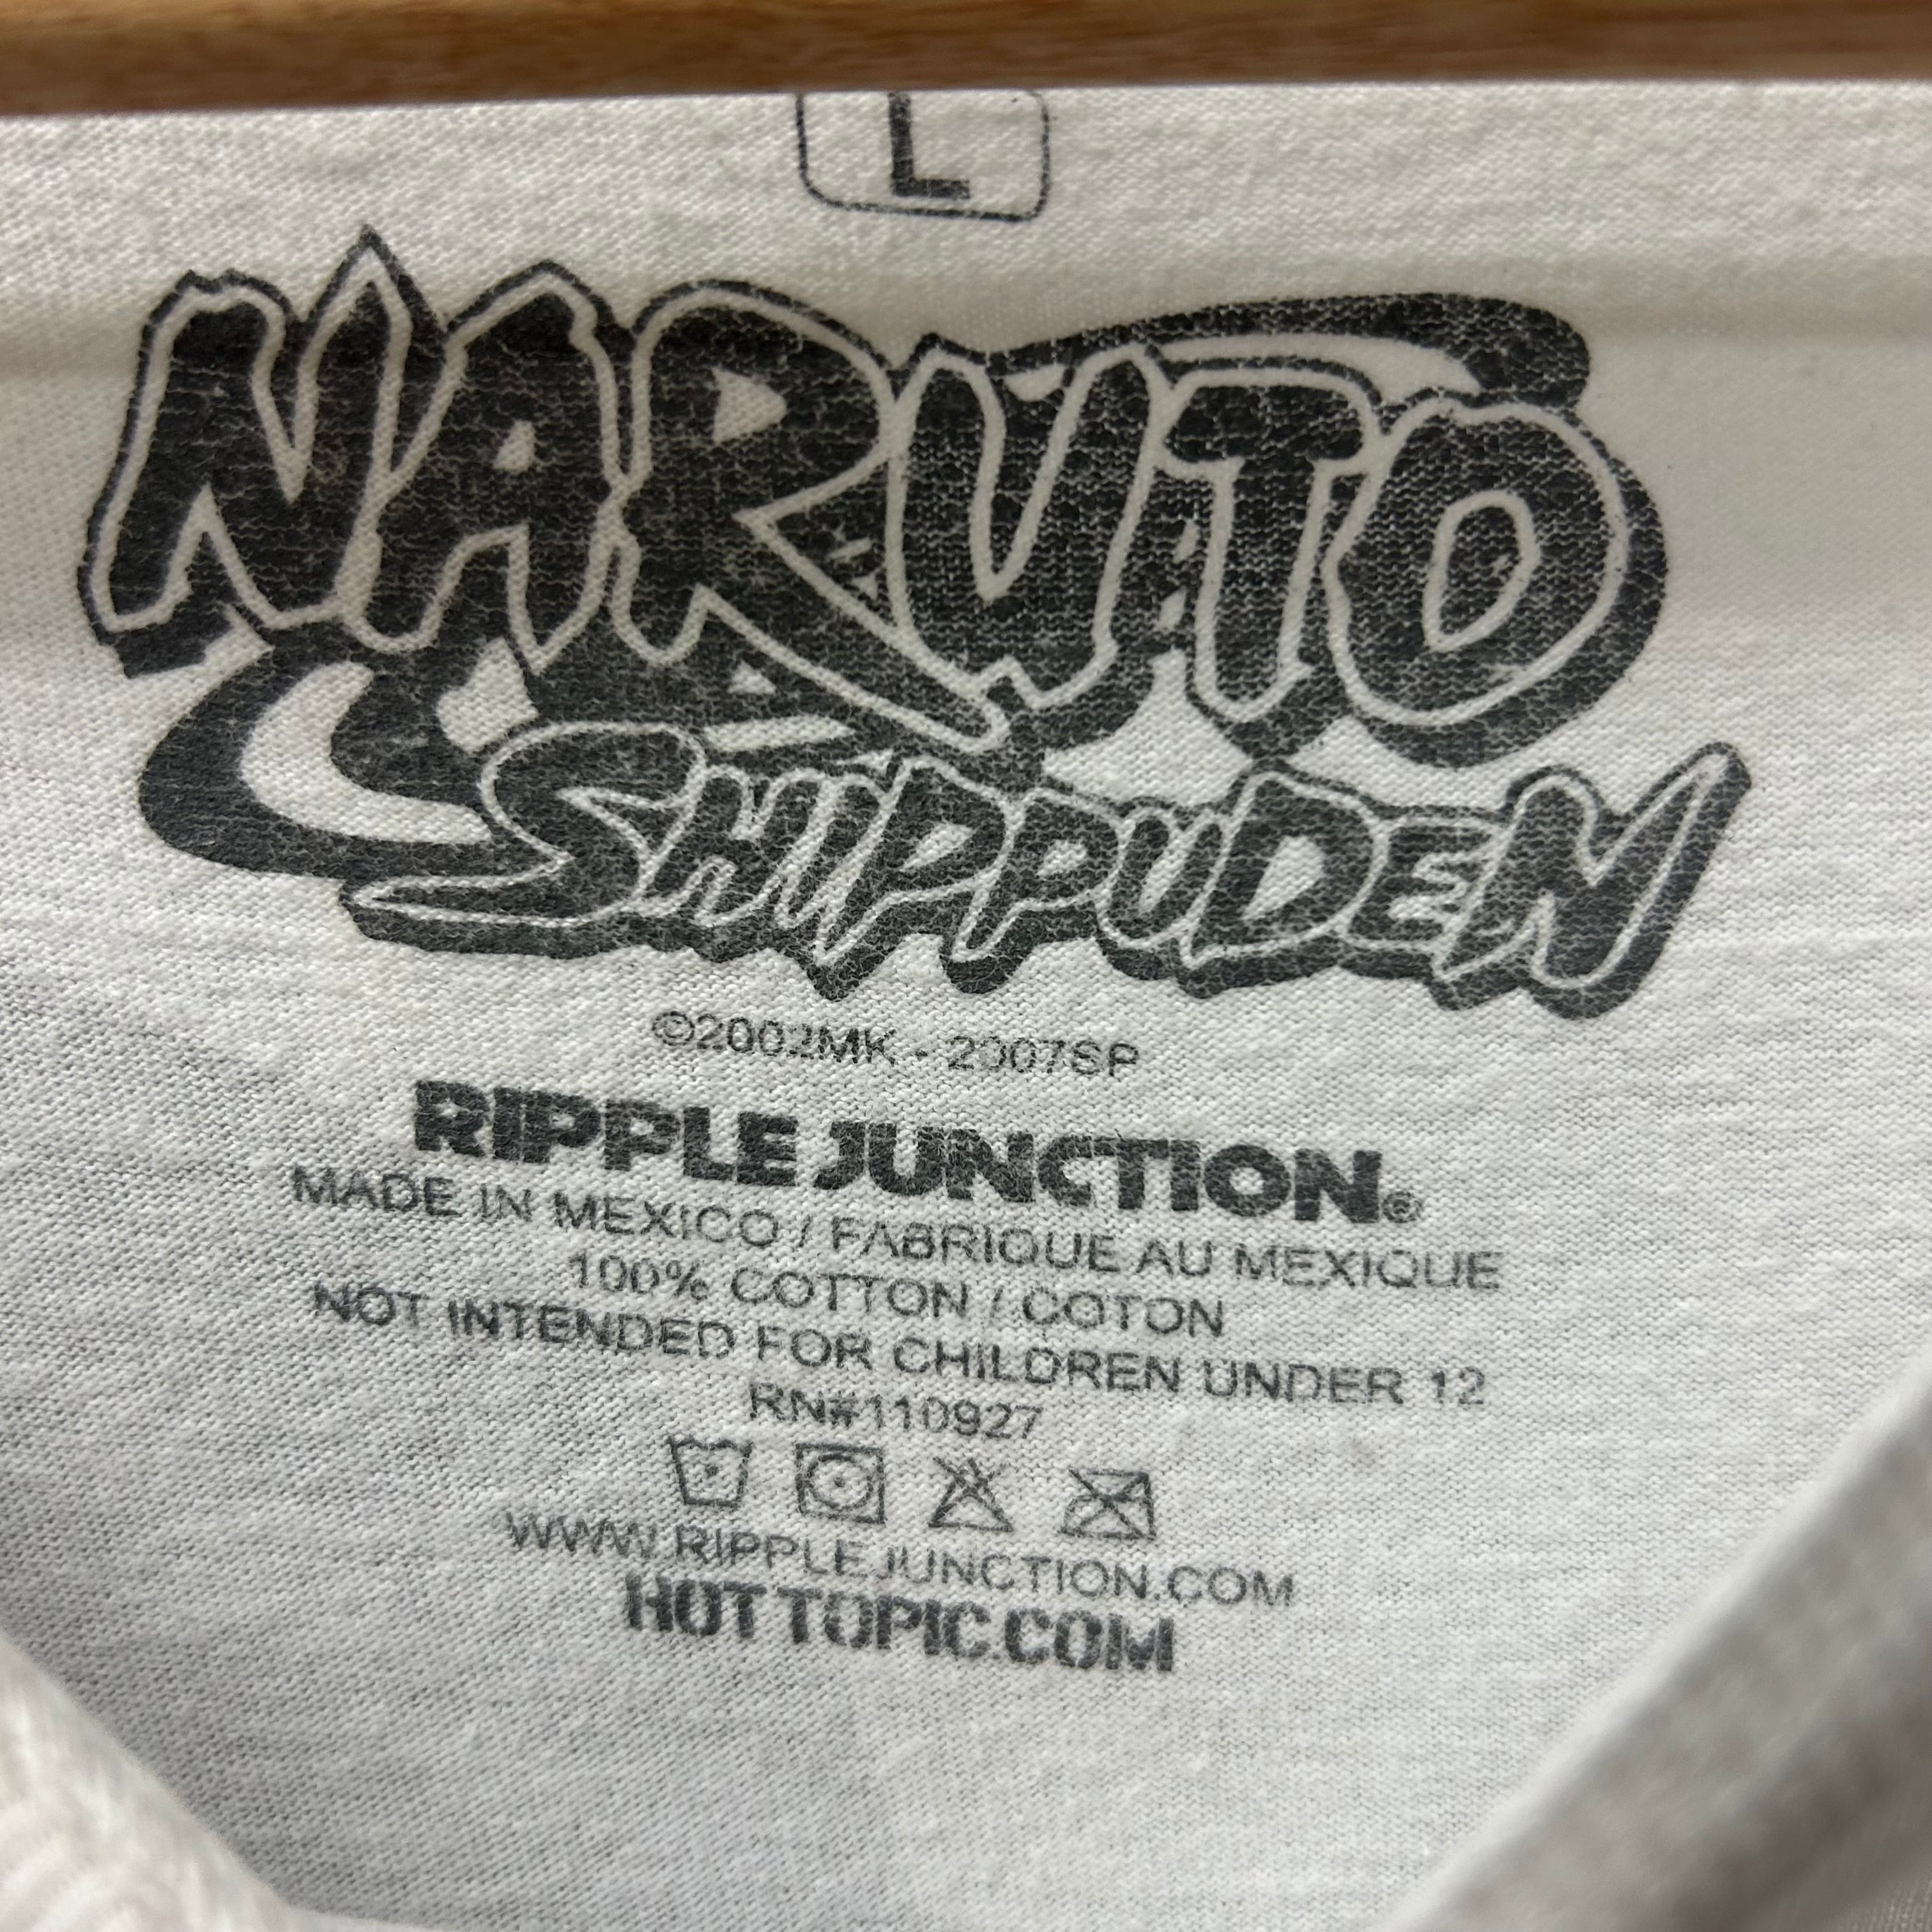 L
NARUTO
SHIPPUDEN
©2002MK - 2007SP
RIPPLE JUNCTION®
MADE IN MEXICO / FABRIQUE AU MEXIQUE
100% COTTON / COTON
NOT INTENDED FOR CHILDREN UNDER 12
RN#110927
WWW.RIPPLEJUNCTION.COM
HOTTOPIC.COM